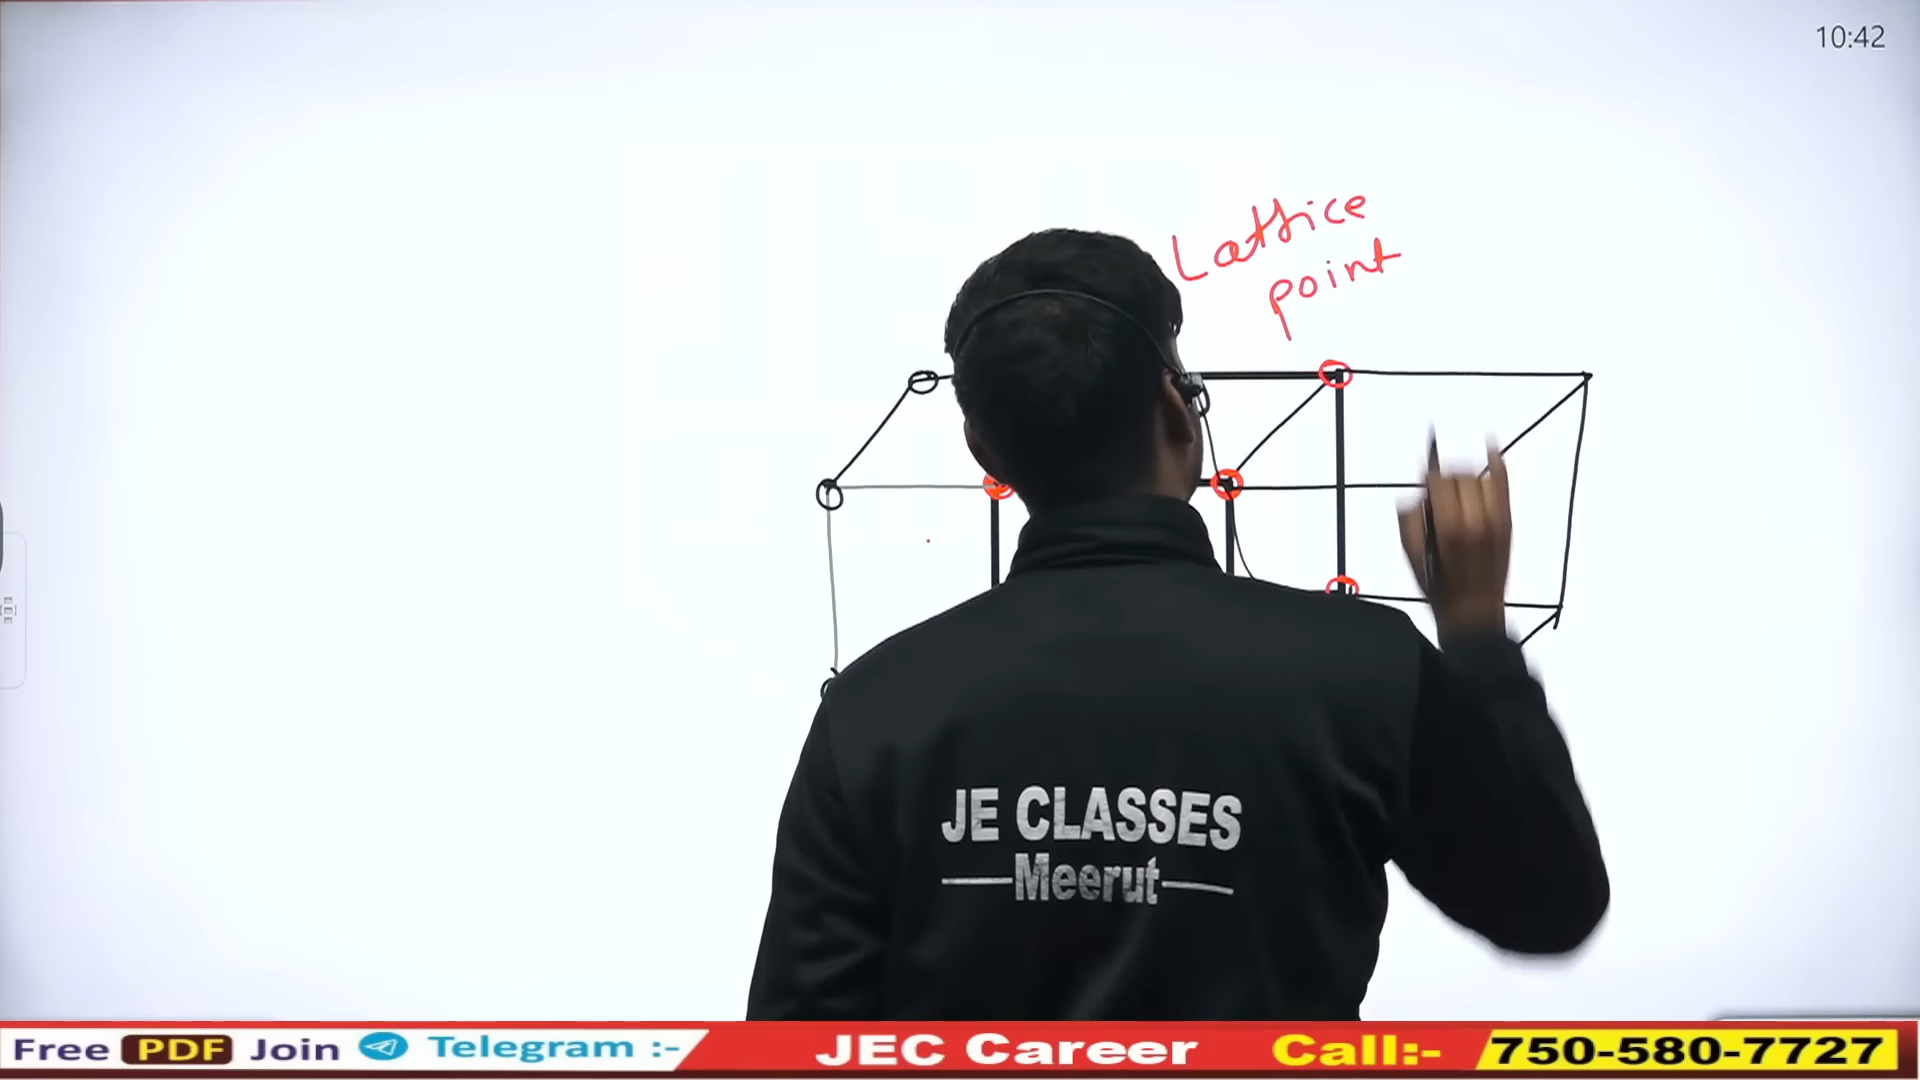 10:42
Lattice
point
JE CLASSES
Meerut
Free PDF Join Telegram :- JEC Career Call:- 750-580-7727